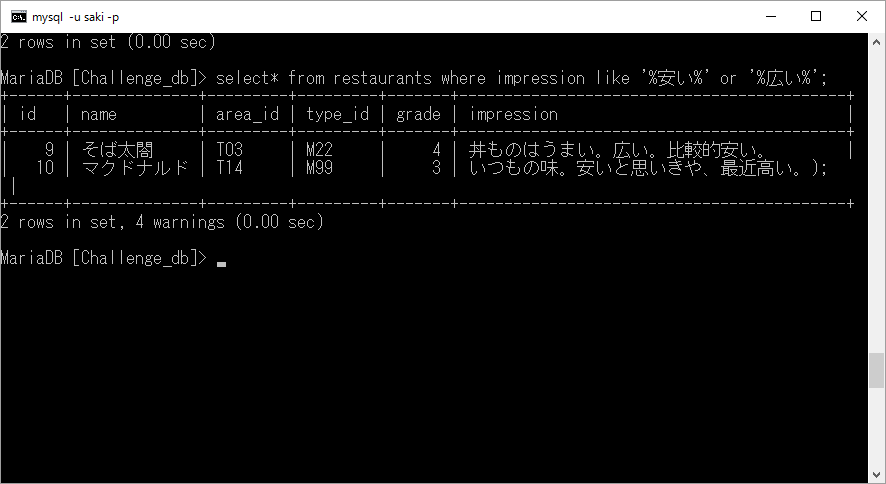 mysql -u saki -p
2 rows in set (0.00 sec)
MariaDB [Challenge_db]> select* from restaurants where impression like '%安い%' or '%広い%';
+------+-------------+---------+---------+-------+-------------------------------------------+
| id | name | area_id | type_id | grade | impression |
+------+-------------+---------+---------+-------+-------------------------------------------+
| 9 | そば太閤 | T03 | M22 | 4 | 丼ものはうまい。広い。比較的安い。 |
| 10 | マクドナルド | T14 | M99 | 3 | いつもの味。安いと思いきや、最近高い。);
|
+------+-------------+---------+---------+-------+-------------------------------------------+
2 rows in set, 4 warnings (0.00 sec)
MariaDB [Challenge_db]> _